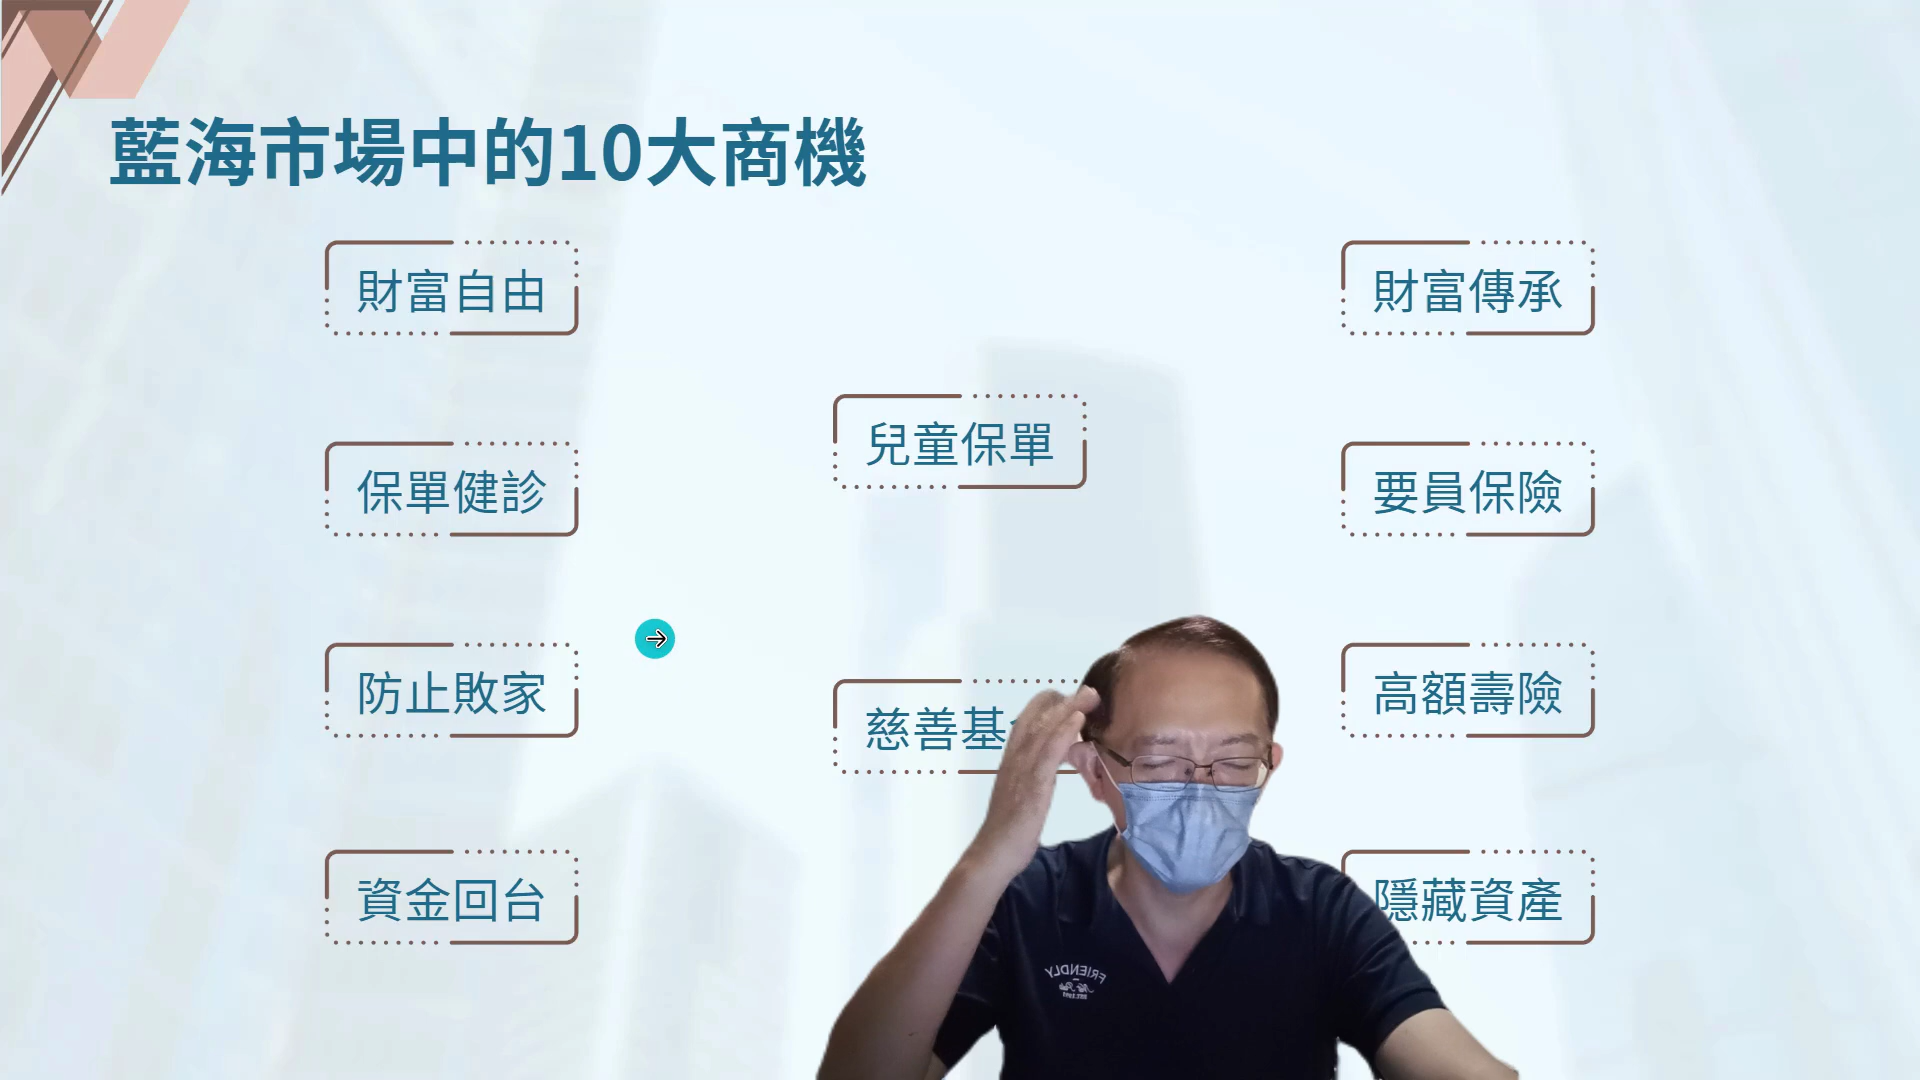 藍海市場中的10大商機
財富自由
財富傳承
兒童保單
保單健診
要員保險
防止敗家
高額壽險
慈善基
資金回台
隱藏資產
FRIENDLY